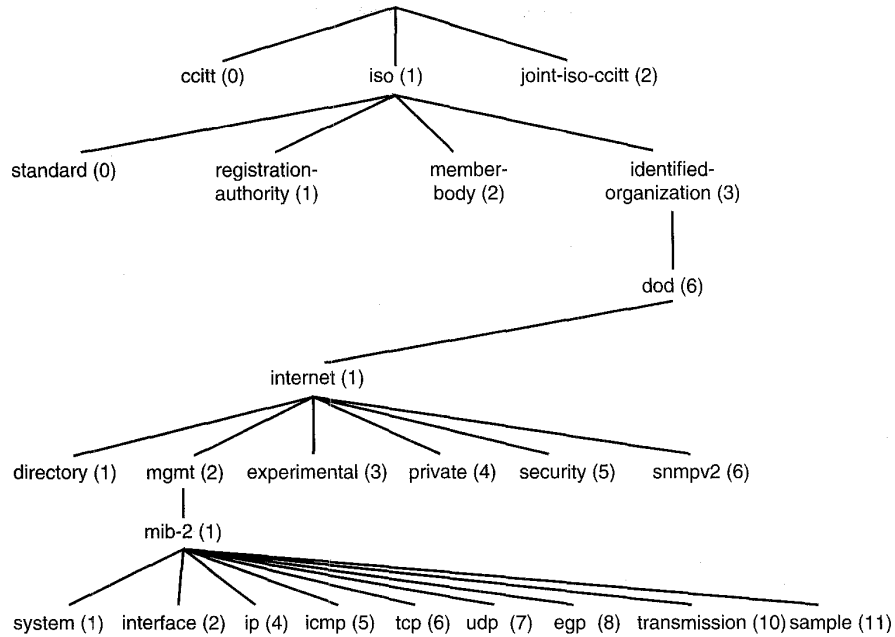 ccitt (0) iso (1) joint-iso-ccitt (2)
standard (0) registration- member- identified-
authority (1) body (2) organization (3)
dod (6)
internet (1)
directory (1) mgmt (2) experimental (3) private (4) security (5) snmpv2 (6)
mib-2 (1)
system (1) interface (2) ip (4) icmp (5) tcp (6) udp (7) egp (8) transmission (10) sample (11)